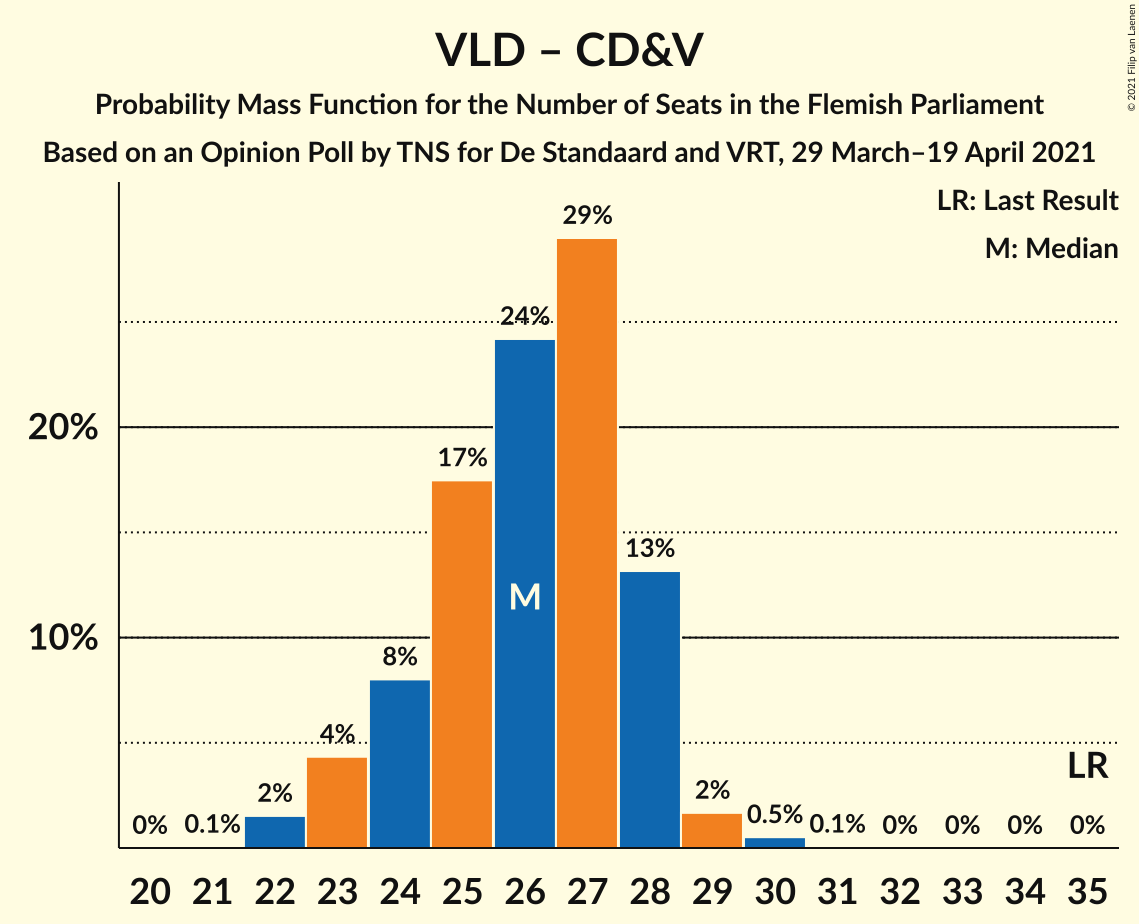 VLD – CD&V
Probability Mass Function for the Number of Seats in the Flemish Parliament
Based on an Opinion Poll by TNS for De Standaard and VRT, 29 March–19 April 2021
© 2021 Filip van Laenen
LR: Last Result
M: Median
29%
24%
20%
17%
13%
M
10%
8%
4%
LR
2%
2%
0.5%
0%
0.1%
0.1%
0%
0%
0%
0%
20 21 22 23 24 25 26 27 28 29 30 31 32 33 34 35